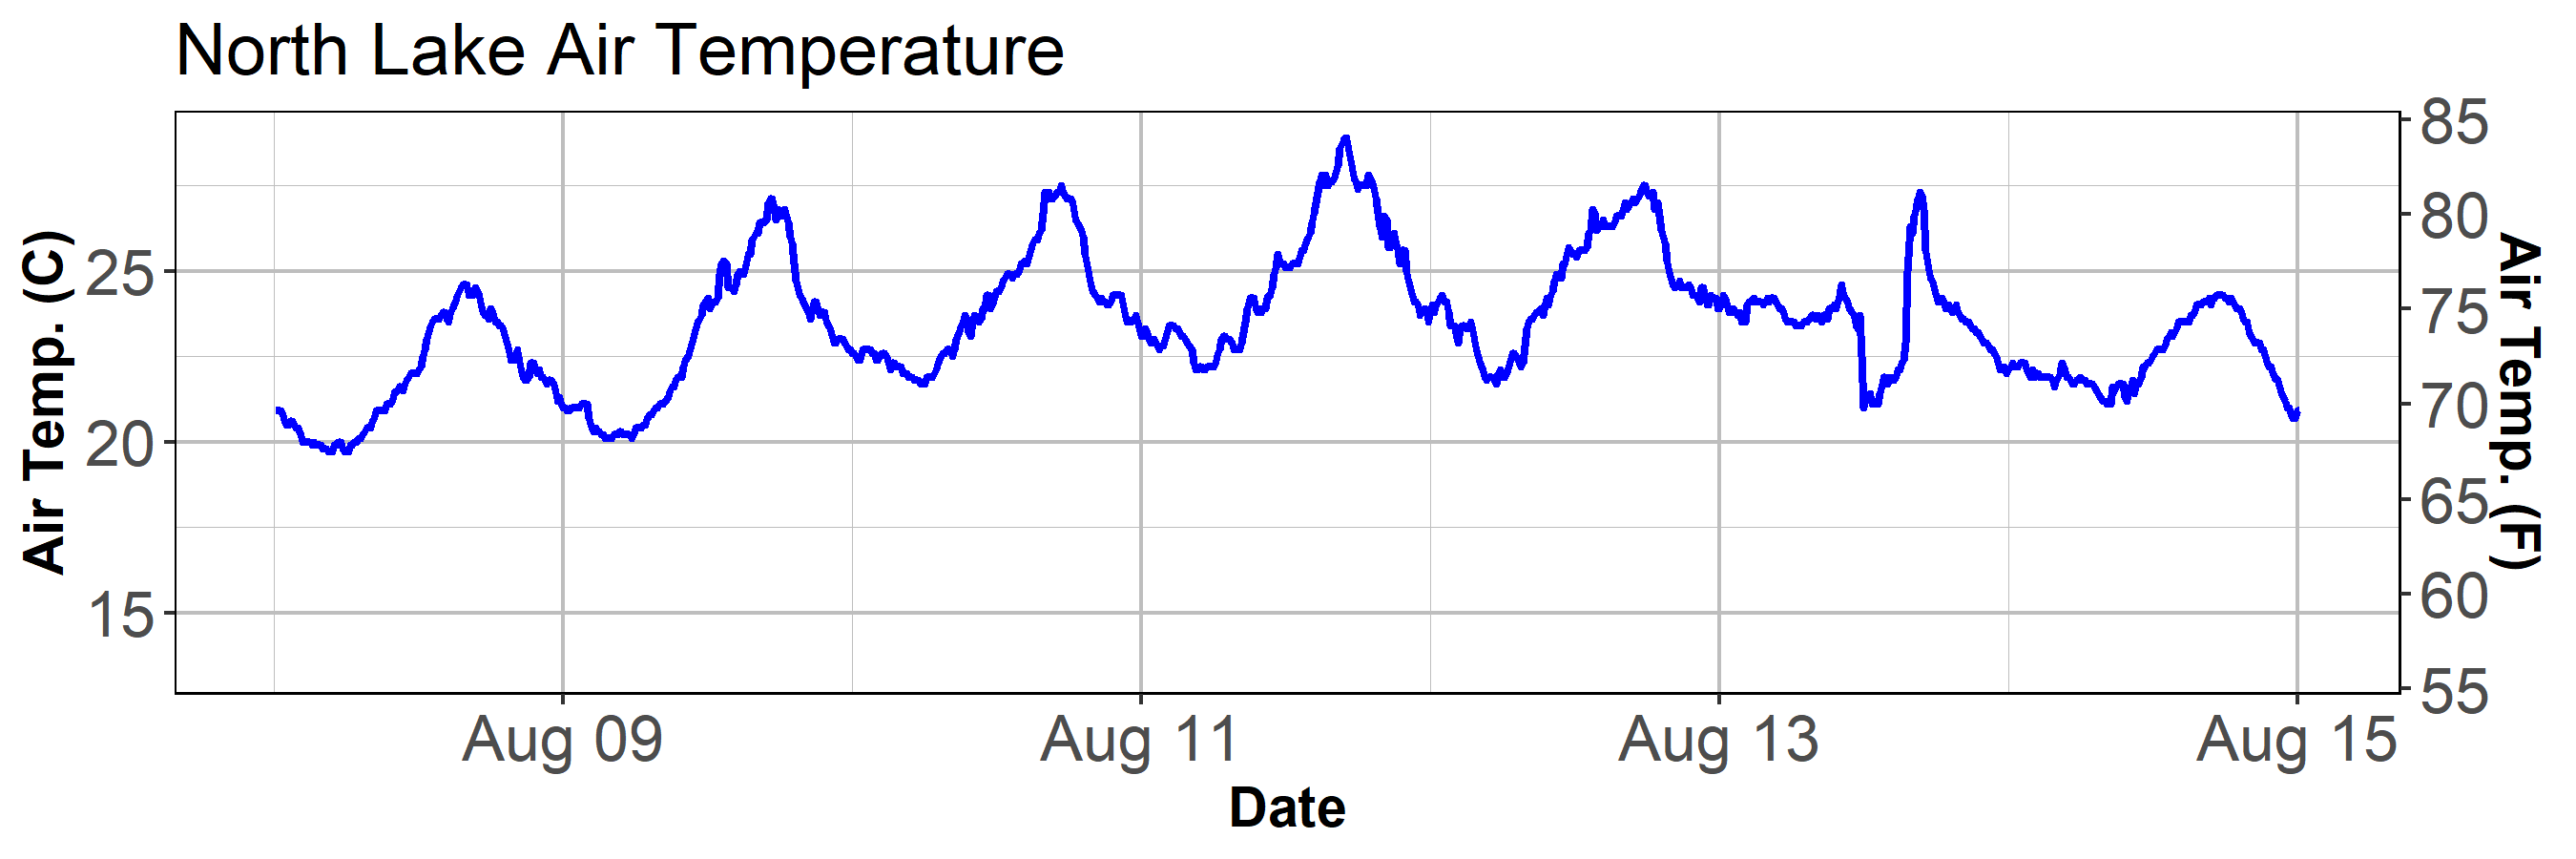 North Lake Air Temperature
Air Temp. (C)
25
20
15
85
80
75
70
65
60
55
Air Temp. (F)
Aug 09
Aug 11
Aug 13
Aug 15
Date